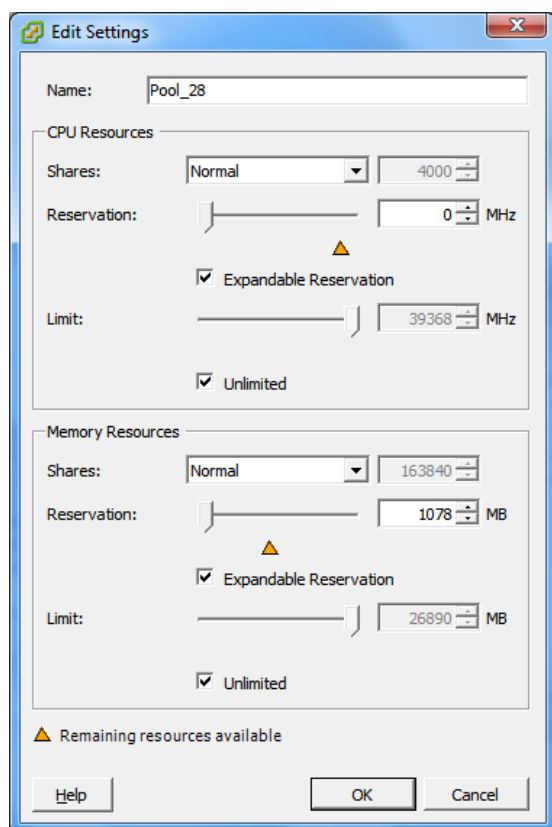 Edit Settings
Name: Pool_28
CPU Resources
Shares: Normal 4000
Reservation: 0 MHz
Expandable Reservation
Limit: 39368 MHz
Unlimited
Memory Resources
Shares: Normal 163840
Reservation: 1078 MB
Expandable Reservation
Limit: 26890 MB
Unlimited
Remaining resources available
Help OK Cancel